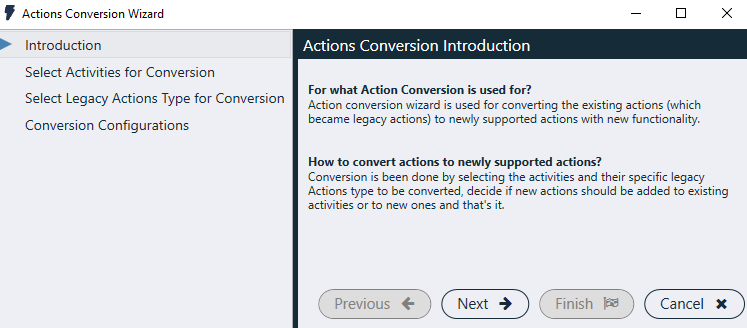 Actions Conversion Wizard
Introduction
Select Activities for Conversion
Select Legacy Actions Type for Conversion
Conversion Configurations
Actions Conversion Introduction
For what Action Conversion is used for?
Action conversion wizard is used for converting the existing actions (which
became legacy actions) to newly supported actions with new functionality.
How to convert actions to newly supported actions?
Conversion is been done by selecting the activities and their specific legacy
Actions type to be converted, decide if new actions should be added to existing
activities or to new ones and that's it.
Previous
Next
Finish
Cancel